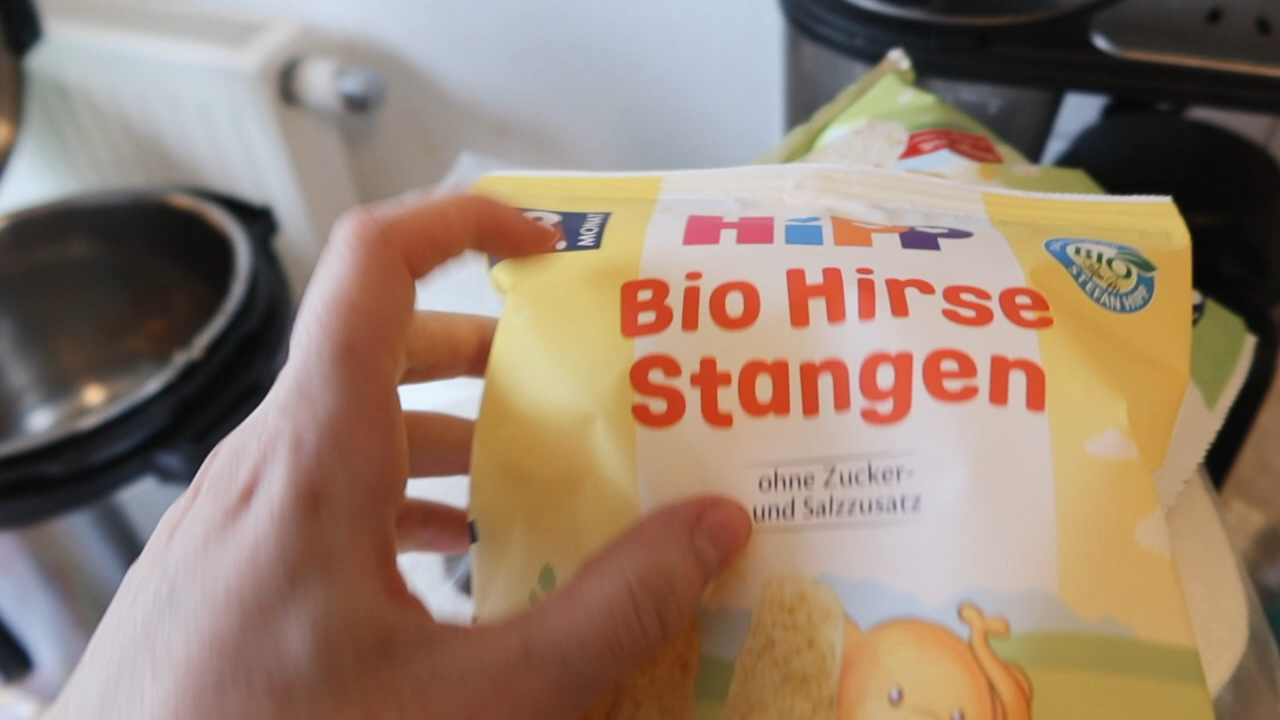 MONAT
HiPP
Bio Hirse
Stangen
ohne Zucker-
und Salzzusatz
BIO
STEFAN HIPP